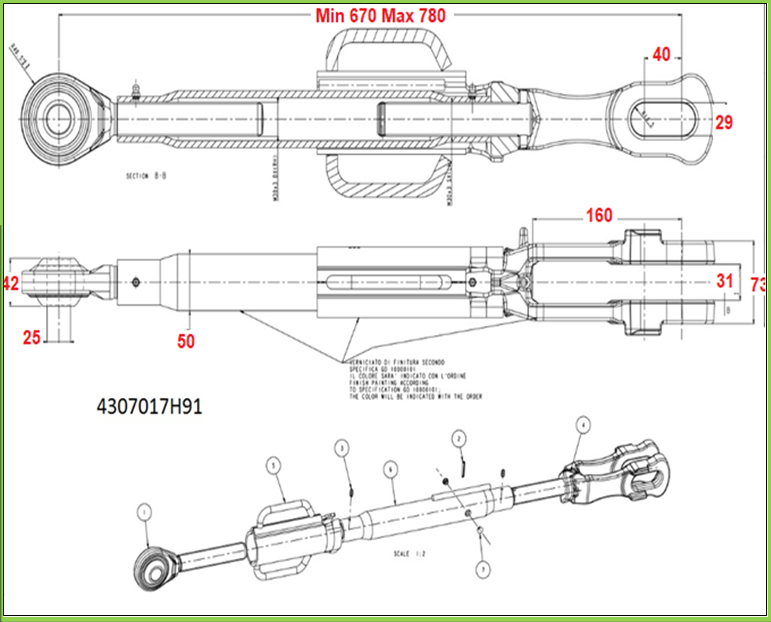 Min 670 Max 780
40
29
SECTION B-B
160
42
31
73
B
25
50
VERNICIATO DI FINITURA SECONDO
SPECIFICA GD 10000101
IL COLORE SARA' INDICATO CON L'ORDINE
FINISH PAINTING ACCORDING
TO SPECIFICATION GD 10000101;
THE COLOR WILL BE INDICATED WITH THE ORDER
4307017H91
1
5
3
6
2
4
7
SCALE 1:2